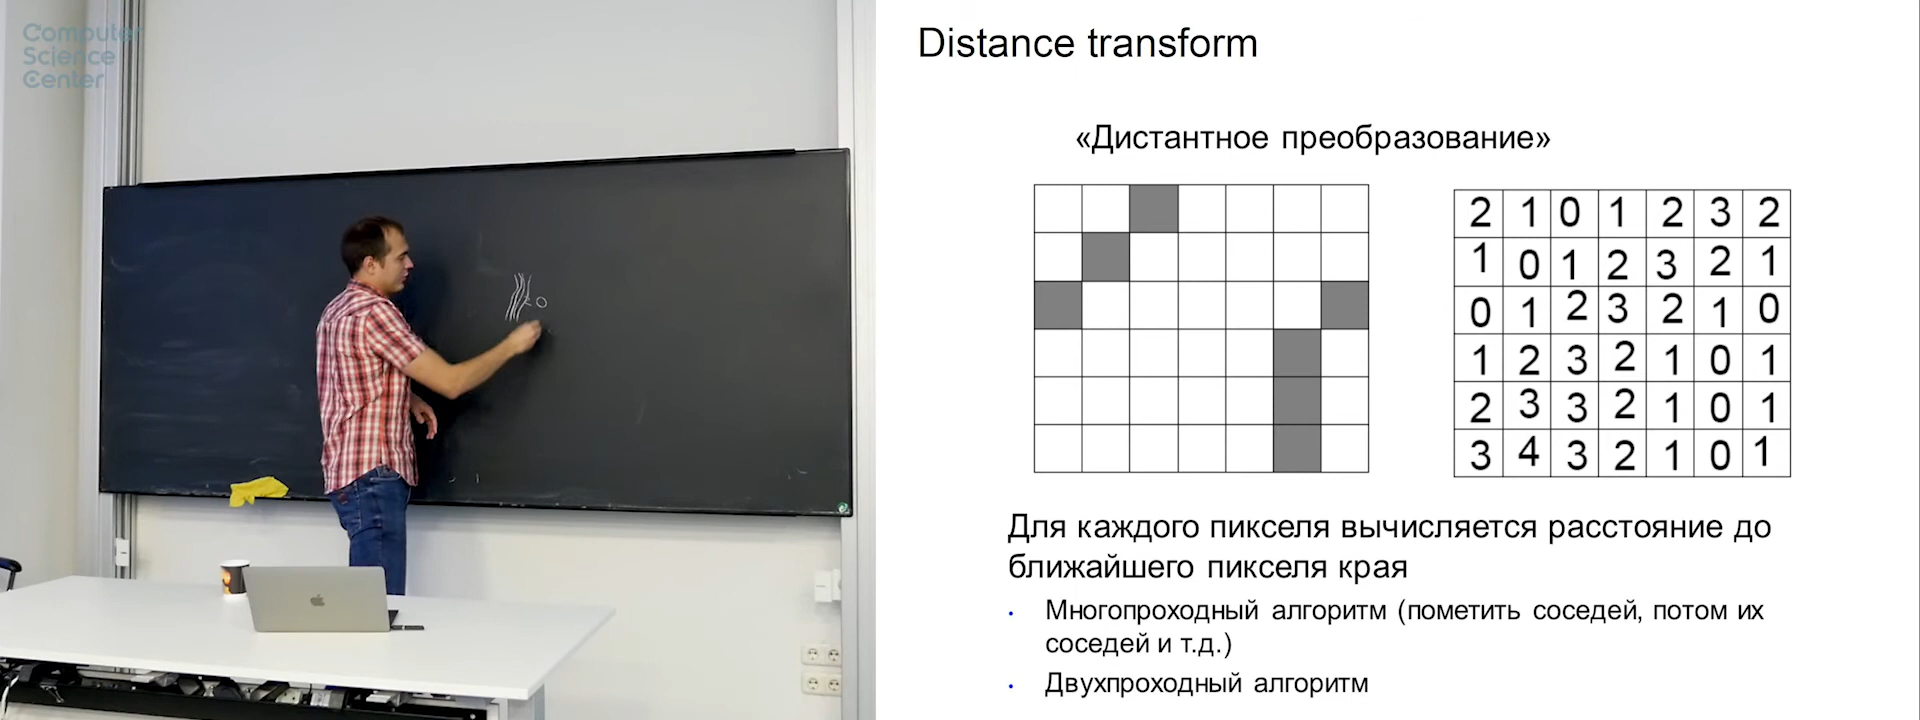 Computer
Science
Center
Distance transform
«Дистантное преобразование»
2 1 0 1 2 3 2
1 0 1 2 3 2 1
0 1 2 3 2 1 0
1 2 3 2 1 0 1
2 3 3 2 1 0 1
3 4 3 2 1 0 1
Для каждого пикселя вычисляется расстояние до
ближайшего пикселя края
• Многопроходный алгоритм (пометить соседей, потом их
соседей и т.д.)
• Двухпроходный алгоритм